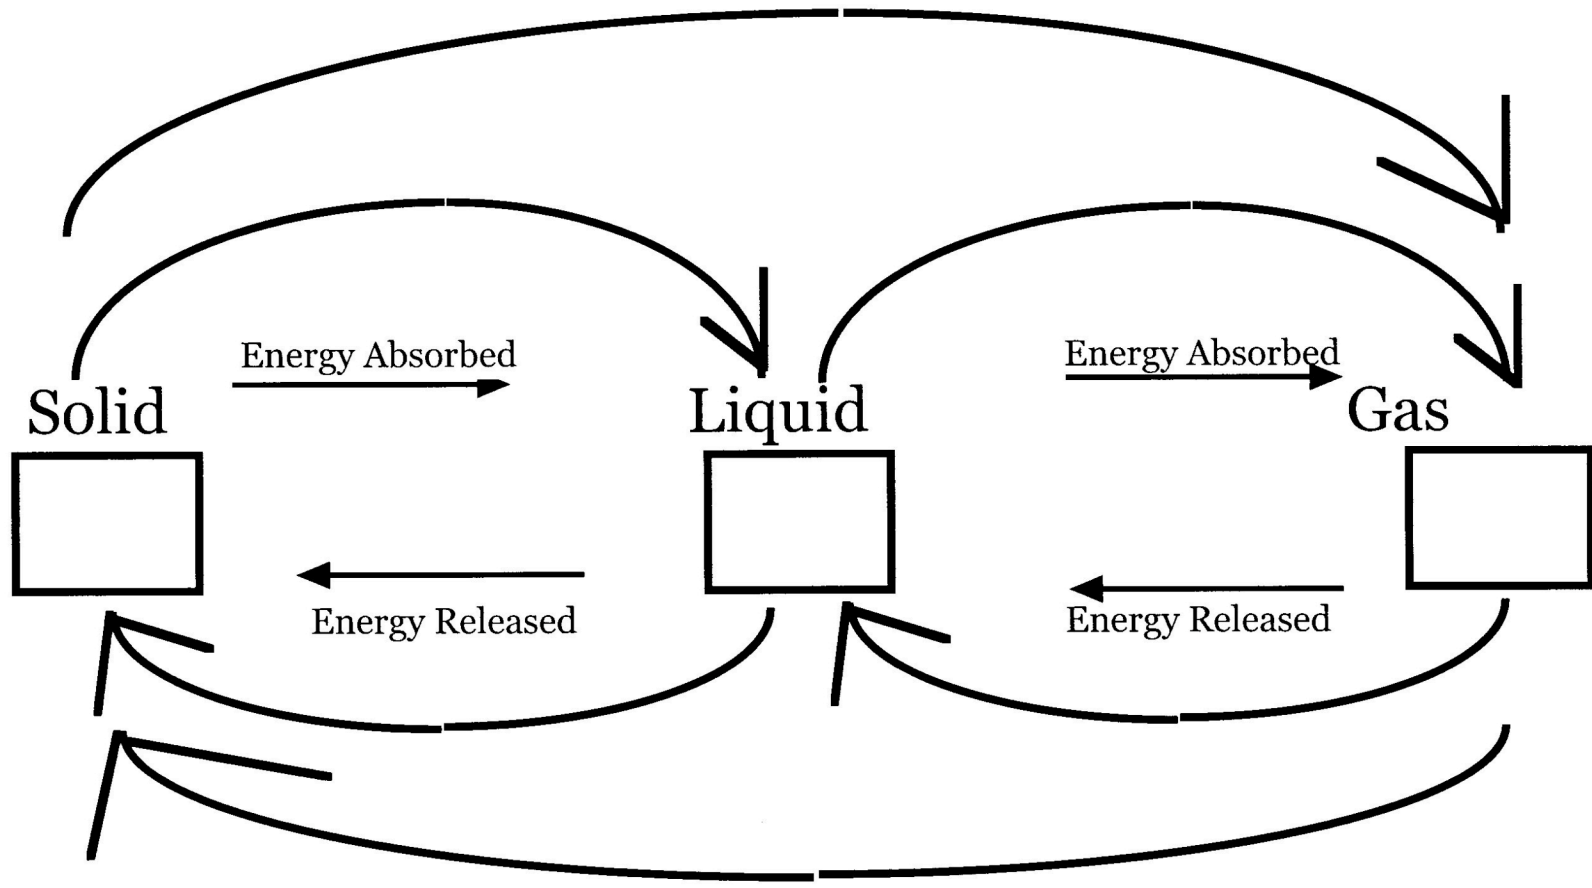 Energy Absorbed
Energy Absorbed
Solid
Liquid
Gas
Energy Released
Energy Released